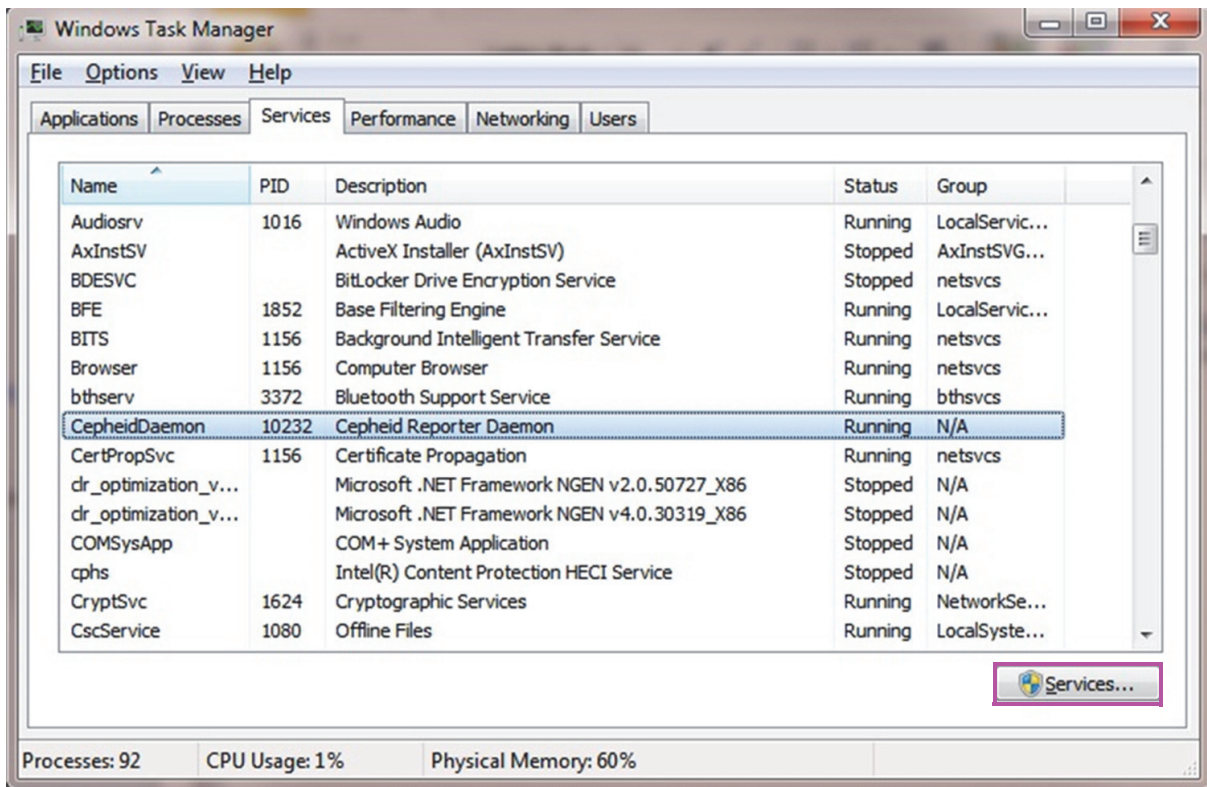 Windows Task Manager
File Options View Help
Applications Processes Services Performance Networking Users
Name PID Description Status Group
Audiosrv 1016 Windows Audio Running LocalServic...
AxInstSV ActiveX Installer (AxInstSV) Stopped AxInstSVG...
BDESVC BitLocker Drive Encryption Service Stopped netsvcs
BFE 1852 Base Filtering Engine Running LocalServic...
BITS 1156 Background Intelligent Transfer Service Running netsvcs
Browser 1156 Computer Browser Running netsvcs
bthserv 3372 Bluetooth Support Service Running bthsvcs
CepheidDaemon 10232 Cepheid Reporter Daemon Running N/A
CertPropSvc 1156 Certificate Propagation Running netsvcs
clr_optimization_v... Microsoft .NET Framework NGEN v2.0.50727_X86 Stopped N/A
clr_optimization_v... Microsoft .NET Framework NGEN v4.0.30319_X86 Stopped N/A
COMSysApp COM+ System Application Stopped N/A
cphs Intel(R) Content Protection HECI Service Stopped N/A
CryptSvc 1624 Cryptographic Services Running NetworkSe...
CscService 1080 Offline Files Running LocalSyste...
Services...
Processes: 92 CPU Usage: 1% Physical Memory: 60%